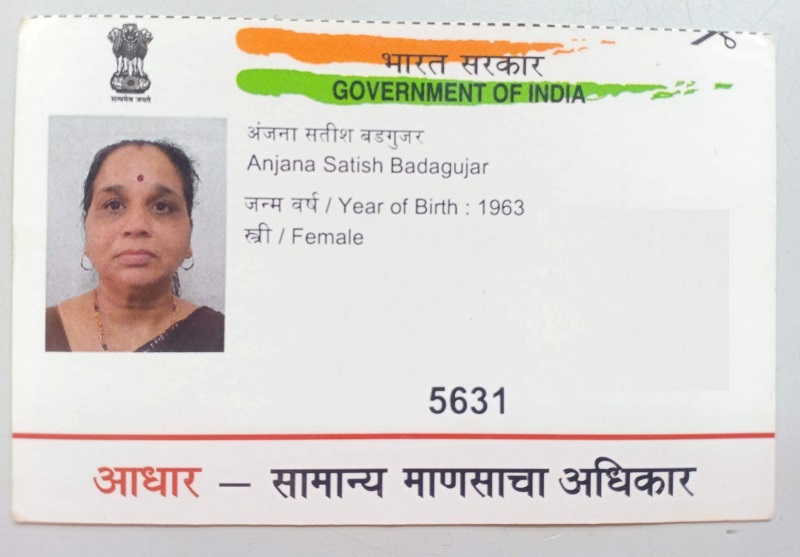 भारत सरकार
GOVERNMENT OF INDIA
सत्यमेव जयते
अंजना सतीश बडगुजर
Anjana Satish Badagujar
जन्म वर्ष / Year of Birth : 1963
स्त्री / Female
5631
आधार — सामान्य माणसाचा अधिकार